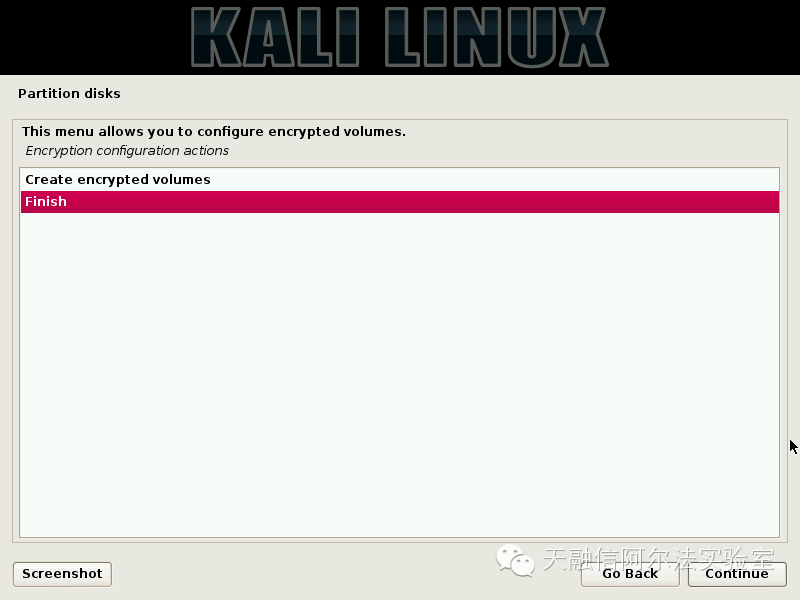 KALI LINUX
Partition disks
This menu allows you to configure encrypted volumes.
Encryption configuration actions
Create encrypted volumes
Finish
天融信阿尔法实验室
Screenshot
Go Back
Continue